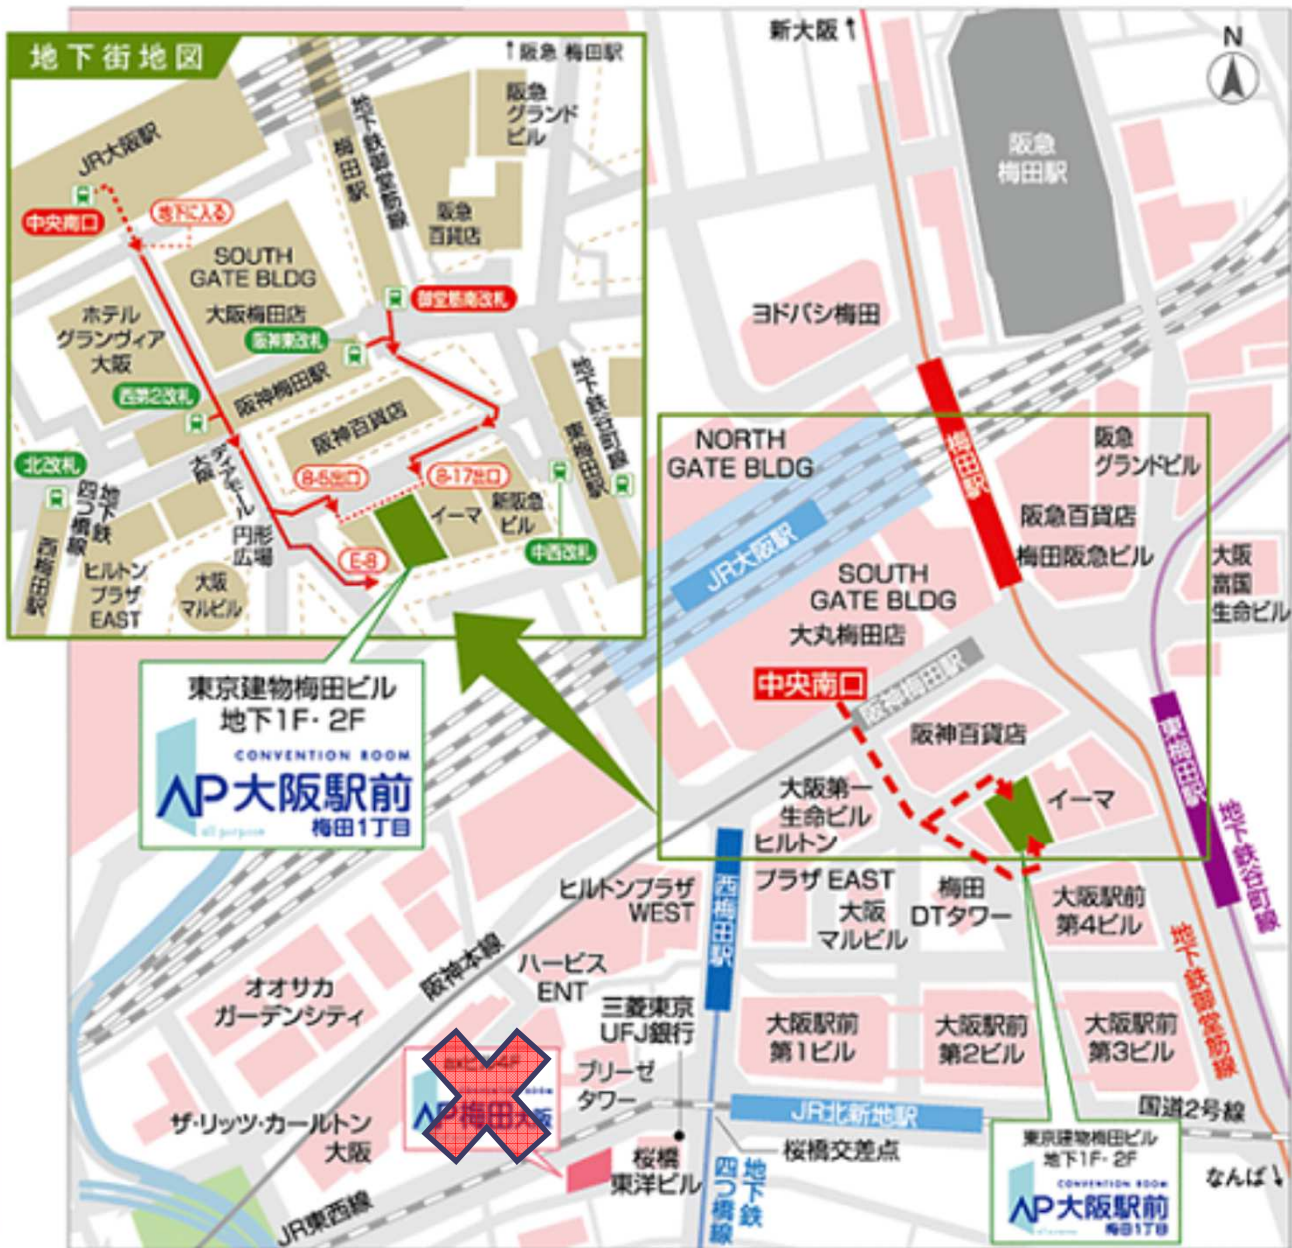 地下街地図
↑阪急 梅田駅
JR大阪駅
中央南口
地下に入る
地下鉄御堂筋線
梅田駅
阪急
グランド
ビル
阪急
百貨店
SOUTH
GATE BLDG
大阪梅田店
ホテル
グランヴィア
大阪
御堂筋南改札
阪神東改札
西第2改札
阪神梅田駅
阪神百貨店
地下鉄谷町線
東梅田駅
北改札
地下鉄
四つ橋線
西梅田駅
ディアモール
大阪
円形
広場
8-5出口
8-17出口
イーマ
新阪急
ビル
中西改札
E-8
ヒルトン
プラザ
EAST
大阪
マルビル
東京建物梅田ビル
地下1F・2F
CONVENTION ROOM
AP大阪駅前
all purpose
梅田1丁目
新大阪↑
N
阪急
梅田駅
ヨドバシ梅田
NORTH
GATE BLDG
梅田駅
阪急
グランドビル
JR大阪駅
阪急百貨店
梅田阪急ビル
SOUTH
GATE BLDG
大丸梅田店
大阪
富国
生命ビル
中央南口
阪神梅田駅
阪神百貨店
東梅田駅
イーマ
大阪第一
生命ビル
ヒルトン
プラザ EAST
地下鉄谷町線
ヒルトンプラザ
WEST
西梅田駅
大阪
マルビル
梅田
DTタワー
大阪駅前
第4ビル
地下鉄御堂筋線
阪神本線
ハービス
ENT
オオサカ
ガーデンシティ
三菱東京
UFJ銀行
大阪駅前
第1ビル
大阪駅前
第2ビル
大阪駅前
第3ビル
AP梅田大阪
ブリーゼ
タワー
JR北新地駅
国道2号線
ザ・リッツ・カールトン
大阪
桜橋
東洋ビル
桜橋交差点
地下鉄
四つ橋線
JR東西線
東京建物梅田ビル
地下1F・2F
CONVENTION ROOM
AP大阪駅前
梅田1丁目
なんば↓